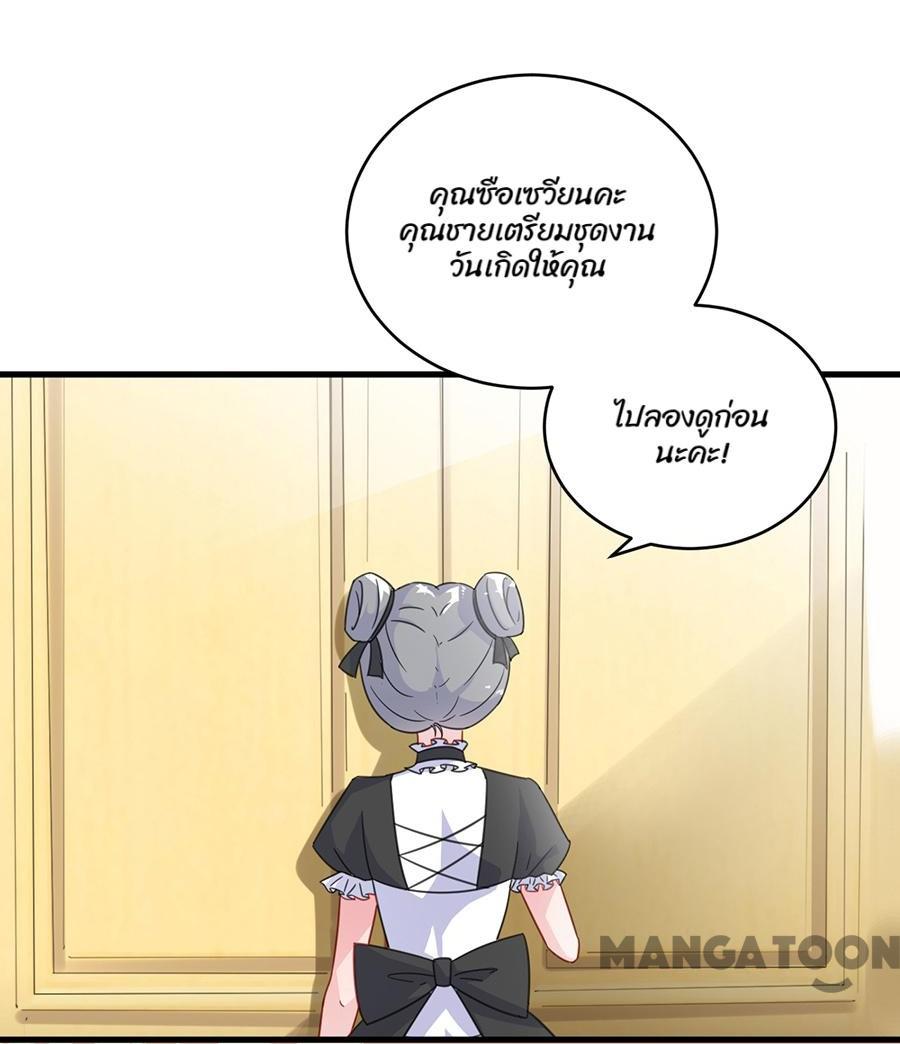 คุณซือเซวียนคะ
คุณชายเตรียมชุดงาน
วันเกิดให้คุณ
ไปลองดูก่อน
นะคะ!
MANGATOON